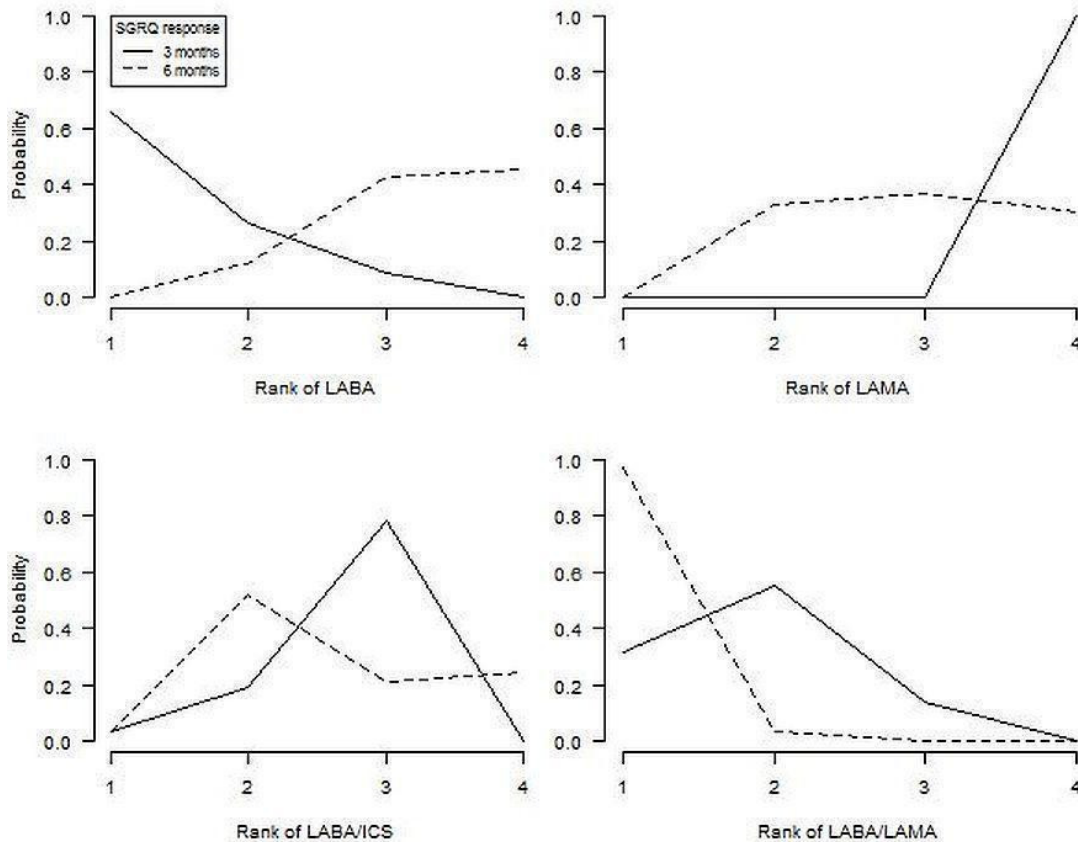 SGRQ response
3 months
6 months
Probability
1.0
0.8
0.6
0.4
0.2
0.0
1 2 3 4
Rank of LABA
1.0
0.8
0.6
0.4
0.2
0.0
1 2 3 4
Rank of LAMA
Probability
1.0
0.8
0.6
0.4
0.2
0.0
1 2 3 4
Rank of LABA/ICS
1.0
0.8
0.6
0.4
0.2
0.0
1 2 3 4
Rank of LABA/LAMA